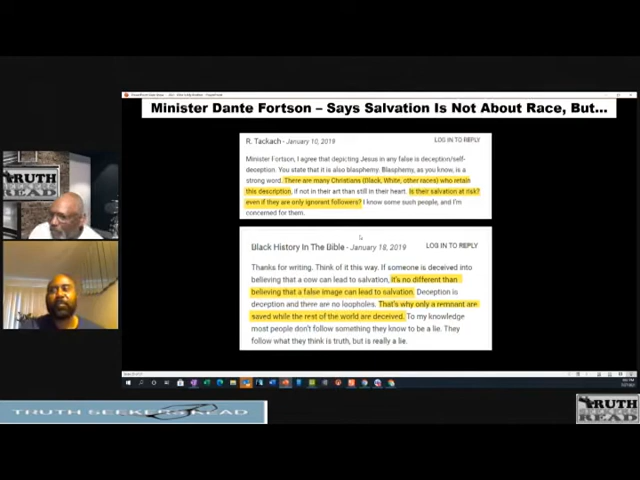 Minister Dante Fortson – Says Salvation Is Not About Race, But...
R. Tackach - January 10, 2019
LOG IN TO REPLY
Minister Fortson, I agree that depicting Jesus in any false is deception/self-
deception. You state that it is also blasphemy. Blasphemy, as you know, is a
strong word. There are many Christians (Black, White, other races) who retain
this description, if not in their art than still in their heart. Is their salvation at risk?
even if they are only ignorant followers? I know some such people, and I'm
concerned for them.
Black History In The Bible - January 18, 2019
LOG IN TO REPLY
Thanks for writing. Think of it this way. If someone is deceived into
believing that a cow can lead to salvation, it's no different than
believing that a false image can lead to salvation. Deception is
deception and there are no loopholes. That's why only a remnant are
saved while the rest of the world are deceived. To my knowledge
most people don't follow something they know to be a lie. They
follow what they think is truth, but is really a lie.
TRUTH SEEKERS READ
TRUTH
READ